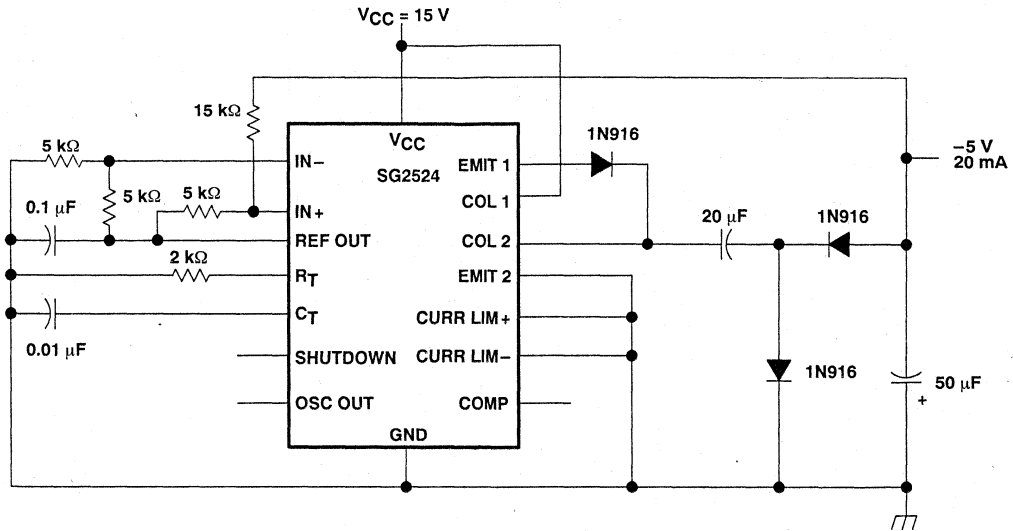 VCC = 15 V
15 kΩ
5 kΩ
5 kΩ
5 kΩ
0.1 µF
2 kΩ
0.01 µF
VCC
SG2524
IN−
IN+
REF OUT
RT
CT
SHUTDOWN
OSC OUT
GND
EMIT 1
COL 1
COL 2
EMIT 2
CURR LIM+
CURR LIM−
COMP
1N916
20 µF
1N916
1N916
−5 V
20 mA
50 µF
+